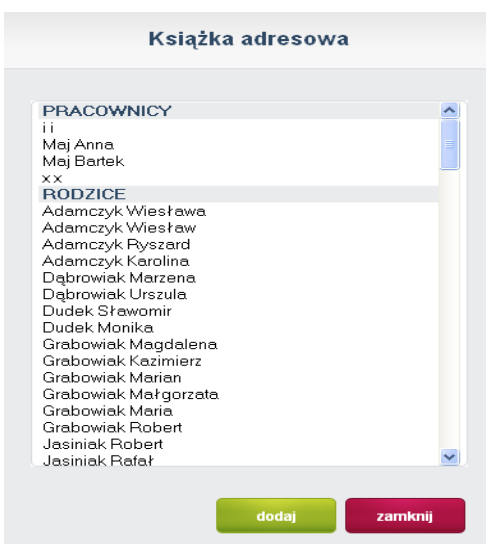 Książka adresowa
PRACOWNICY
i i
Maj Anna
Maj Bartek
x x
RODZICE
Adamczyk Wiesława
Adamczyk Wiesław
Adamczyk Ryszard
Adamczyk Karolina
Dąbrowiak Marzena
Dąbrowiak Urszula
Dudek Sławomir
Dudek Monika
Grabowiak Magdalena
Grabowiak Kazimierz
Grabowiak Marian
Grabowiak Małgorzata
Grabowiak Maria
Grabowiak Robert
Jasiniak Robert
Jasiniak Rafał
dodaj
zamknij